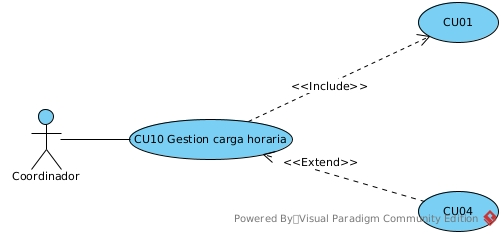 CU01
<<Include>>
CU10 Gestion carga horaria
<<Extend>>
Coordinador
CU04
Powered By Visual Paradigm Community Edition